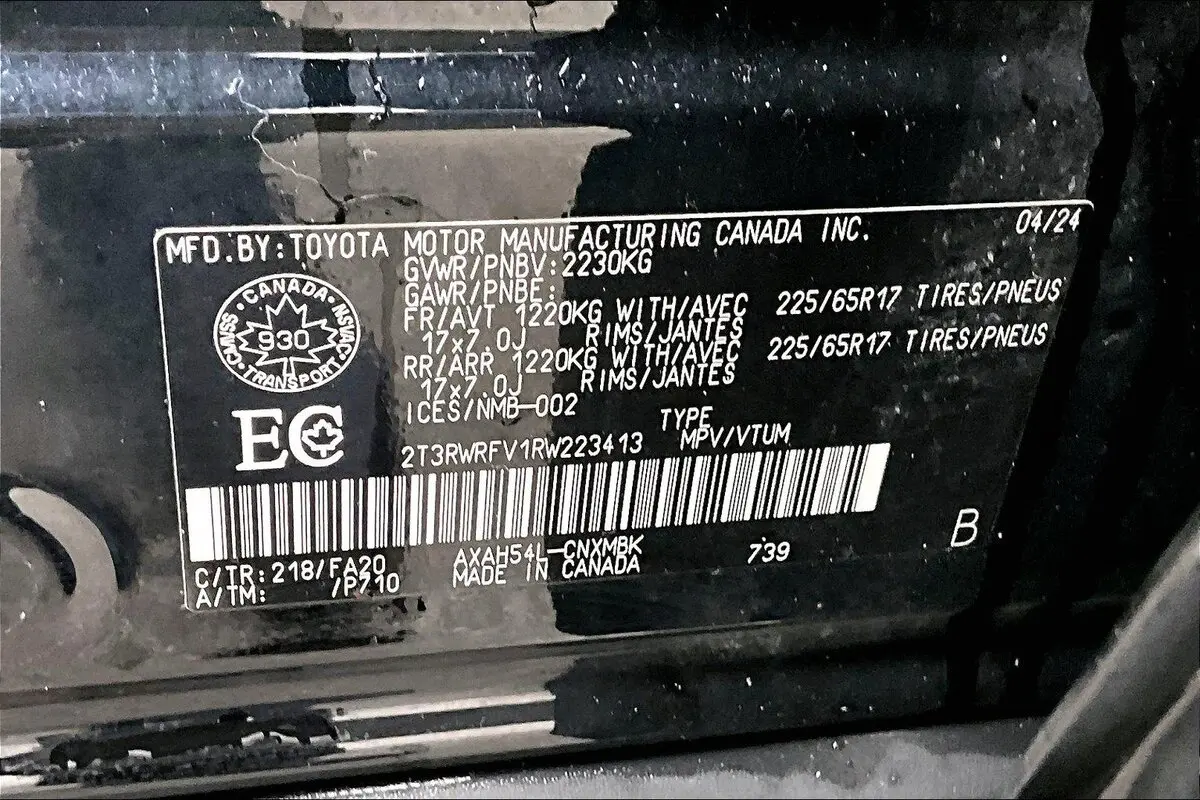 MFD.BY:TOYOTA MOTOR MANUFACTURING CANADA INC. 04/24
GVWR/PNBV:2230KG
GAWR/PNBE:
FR/AVT 1220KG WITH/AVEC 225/65R17 TIRES/PNEUS
17x7.0J RIMS/JANTES
RR/ARR 1220KG WITH/AVEC 225/65R17 TIRES/PNEUS
17x7.0J RIMS/JANTES
ICES/NMB-002
CANADA
930
TRANSPORT
NSVAC
CMVSS
EC
TYPE
2T3RWRFV1RW223413 MPV/VTUM
C/TR:218/FA20 AXAH54L-CNXMBK 739 B
A/TM: /P710 MADE IN CANADA